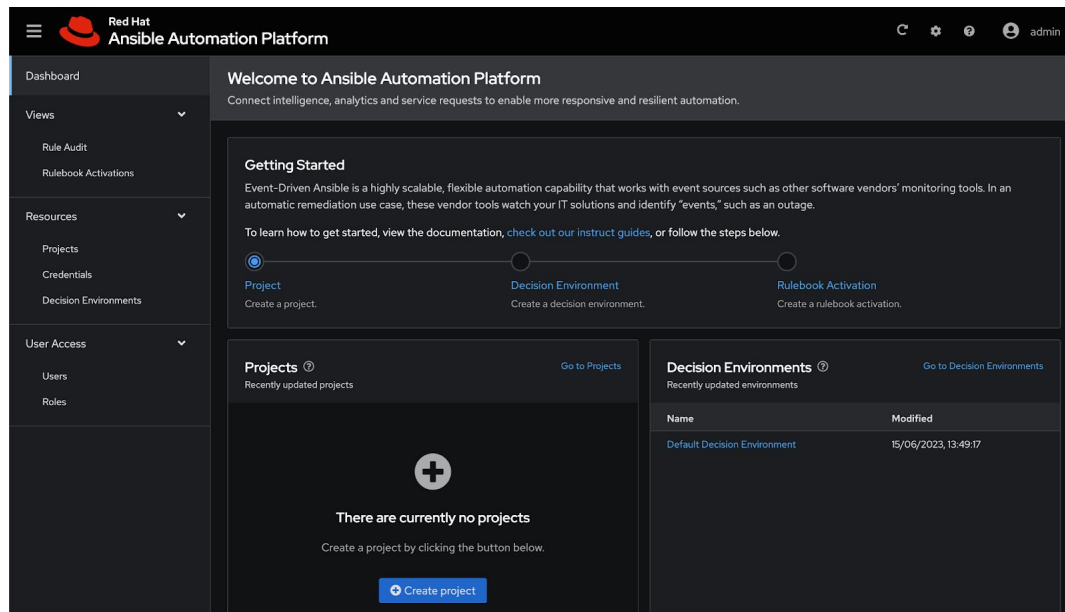 Red Hat
Ansible Automation Platform
admin
Dashboard
Views
Rule Audit
Rulebook Activations
Resources
Projects
Credentials
Decision Environments
User Access
Users
Roles
Welcome to Ansible Automation Platform
Connect intelligence, analytics and service requests to enable more responsive and resilient automation.
Getting Started
Event-Driven Ansible is a highly scalable, flexible automation capability that works with event sources such as other software vendors’ monitoring tools. In an
automatic remediation use case, these vendor tools watch your IT solutions and identify “events,” such as an outage.
To learn how to get started, view the documentation, check out our instruct guides, or follow the steps below.
Project
Create a project.
Decision Environment
Create a decision environment.
Rulebook Activation
Create a rulebook activation.
Projects
Go to Projects
Recently updated projects
There are currently no projects
Create a project by clicking the button below.
Create project
Decision Environments
Go to Decision Environments
Recently updated environments
Name Modified
Default Decision Environment 15/06/2023, 13:49:17